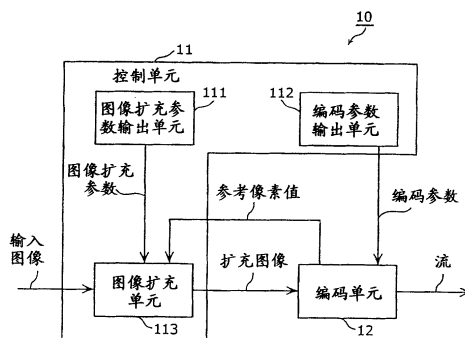 10
11
控制单元
图像扩充参
数输出单元
111
112
编码参数
输出单元
图像扩充
参数
参考像素值
编码参数
输入
图像
扩充图像
流
图像扩充
单元
编码单元
113
12